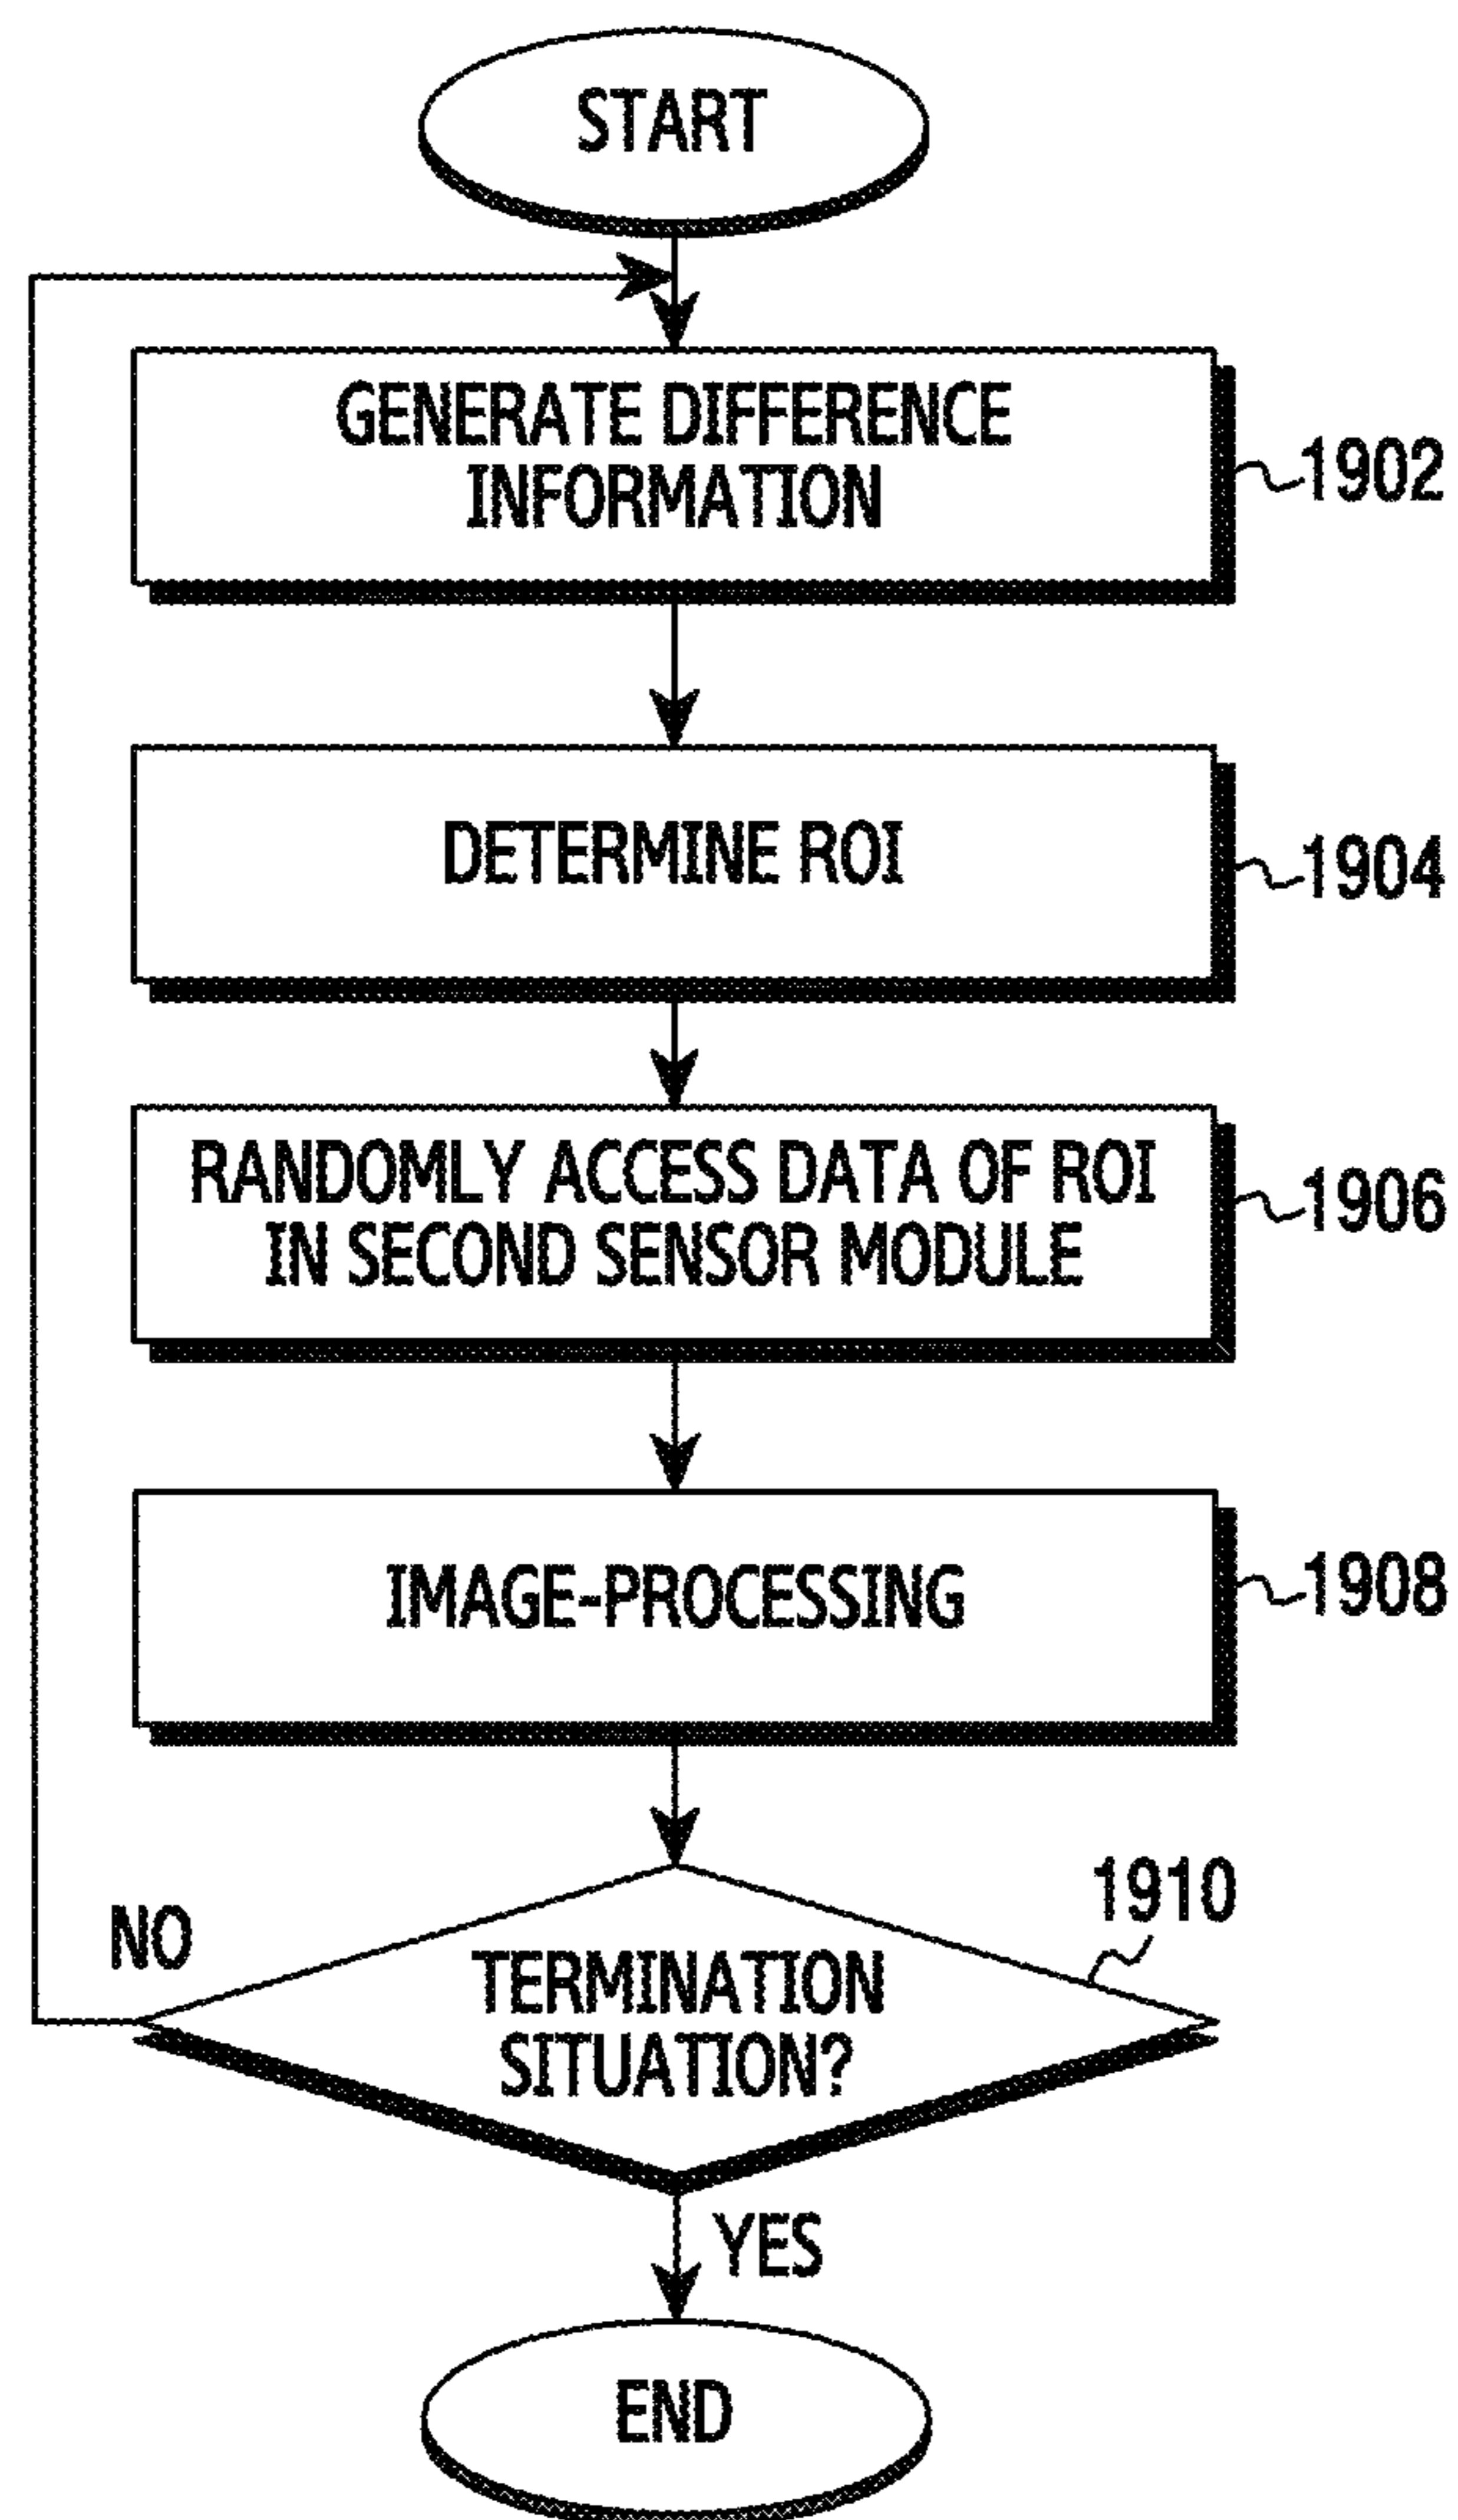 START
GENERATE DIFFERENCE
INFORMATION
1902
DETERMINE ROI
1904
RANDOMLY ACCESS DATA OF ROI
IN SECOND SENSOR MODULE
1906
IMAGE-PROCESSING
1908
1910
NO
TERMINATION
SITUATION?
YES
END